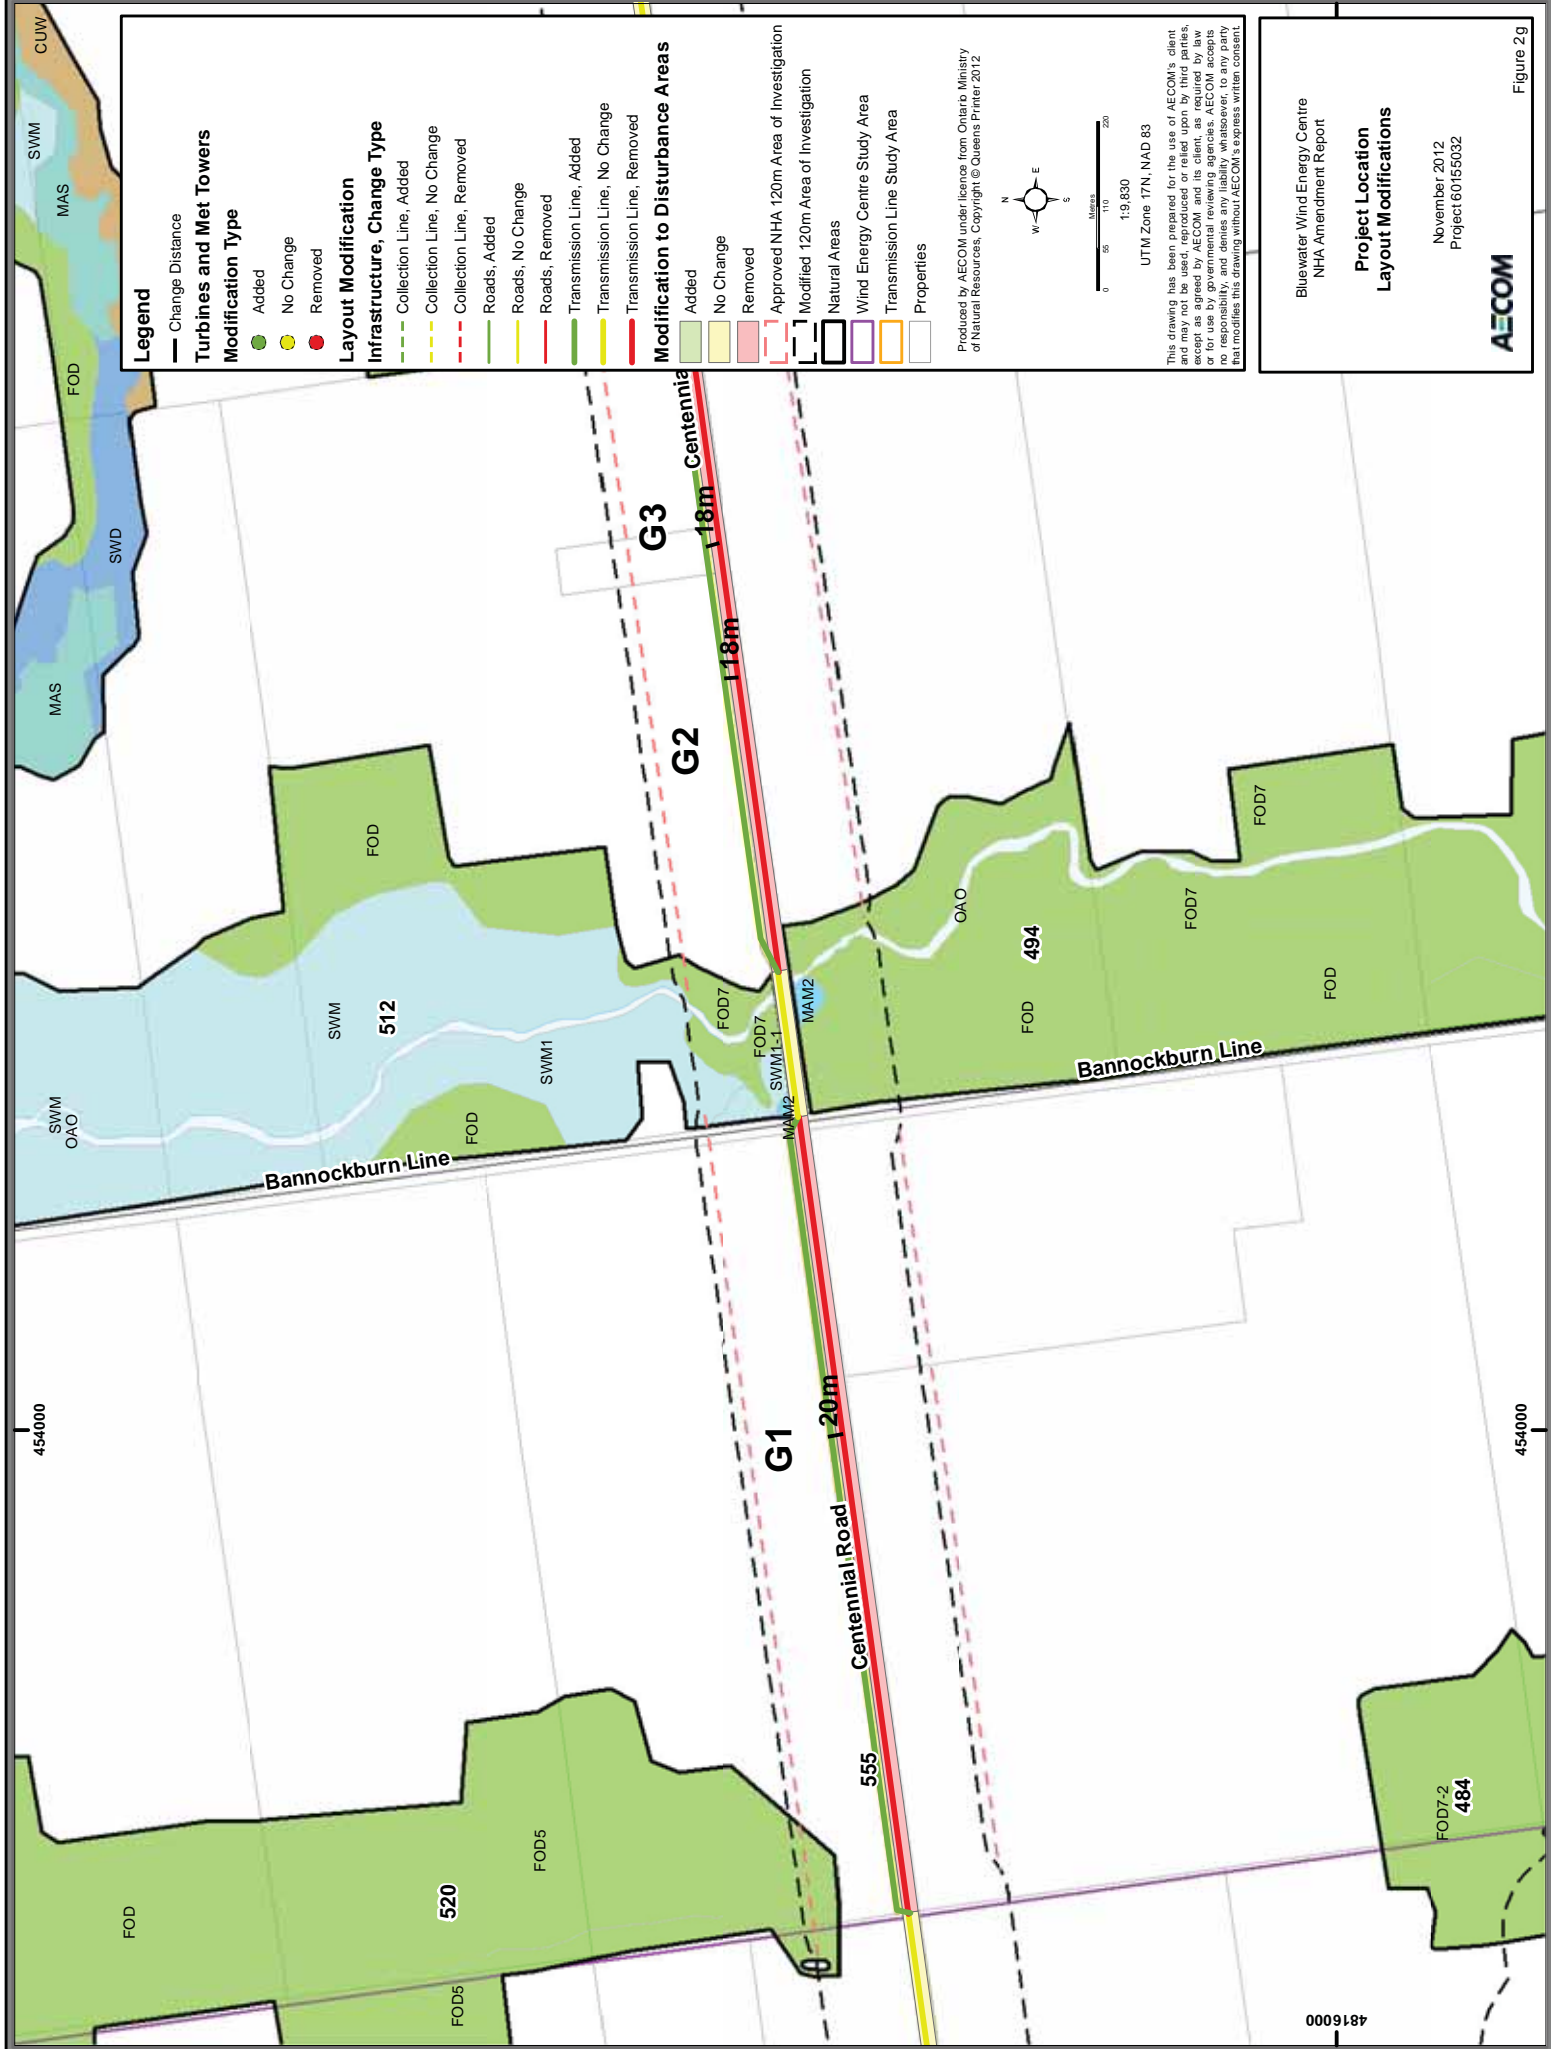 Legend
Change Distance
Turbines and Met Towers
Modification Type
Added
No Change
Removed
Layout Modification
Infrastructure, Change Type
Collection Line, Added
Collection Line, No Change
Collection Line, Removed
Roads, Added
Roads, No Change
Roads, Removed
Transmission Line, Added
Transmission Line, No Change
Transmission Line, Removed
Modification to Disturbance Areas
Added
No Change
Removed
Approved NHA 120m Area of Investigation
Modified 120m Area of Investigation
Natural Areas
Wind Energy Centre Study Area
Transmission Line Study Area
Properties
Produced by AECOM under licence from Ontario Ministry
of Natural Resources, Copyright © Queens Printer 2012
N
W E
S
Metres
0 55 110 220
1:9,830
UTM Zone 17N, NAD 83
This drawing has been prepared for the use of AECOM's client
and may not be used, reproduced or relied upon by third parties,
except as agreed by AECOM and its client, as required by law
or for use by governmental reviewing agencies. AECOM accepts
no responsibility, and denies any liability whatsoever, to any party
that modifies this drawing without AECOM's express written consent.
Bluewater Wind Energy Centre
NHA Amendment Report
Project Location
Layout Modifications
November 2012
Project 60155032
AECOM
Figure 2g
454000
FOD
520
FOD5
FOD5
SWM
OAO
Bannockburn Line
FOD
SWM
512
SWM1
FOD
MAS
SWD
FOD
MAS
SWM
CUW
FOD7
FOD7
SWM1-1
MAM2
MAM2
G1
G2
G3
20m
18m
18m
Centennial Road
Centennia
555
0
OAO
494
FOD
FOD7
FOD7
FOD
Bannockburn Line
FOD7-2
484
4816000
454000